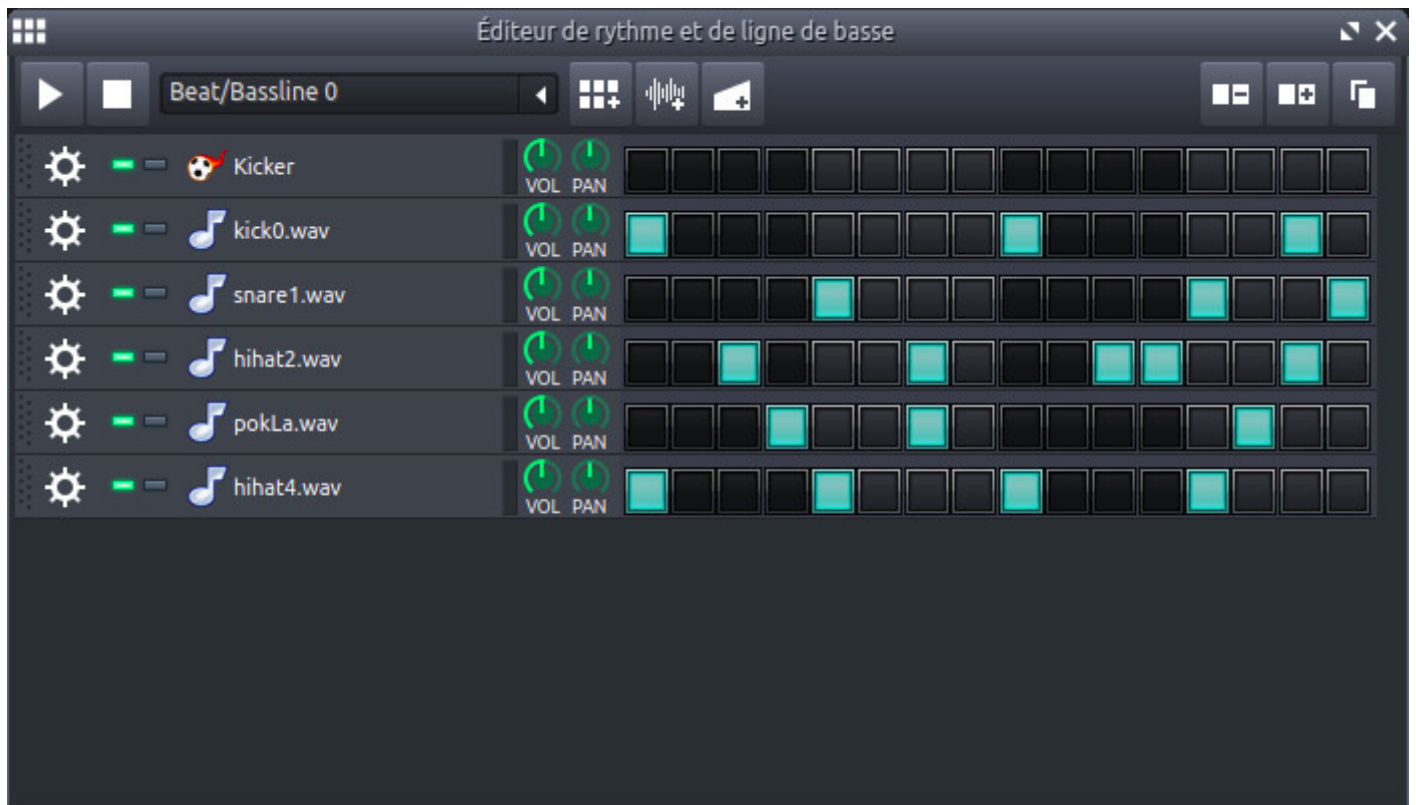 Éditeur de rythme et de ligne de basse
Beat/Bassline 0
Kicker
VOL PAN
kick0.wav
VOL PAN
snare1.wav
VOL PAN
hihat2.wav
VOL PAN
pokLa.wav
VOL PAN
hihat4.wav
VOL PAN